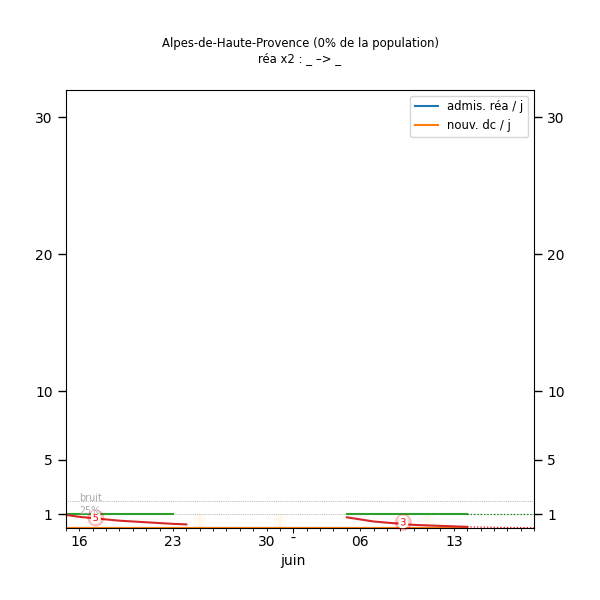 Alpes-de-Haute-Provence (0% de la population)
réa x2 : _ –> _
admis. réa / j
nouv. dc / j
30 30
20 20
10 10
5 5
bruit
25%
1 1
5
3
16 23 30 - 06 13
juin